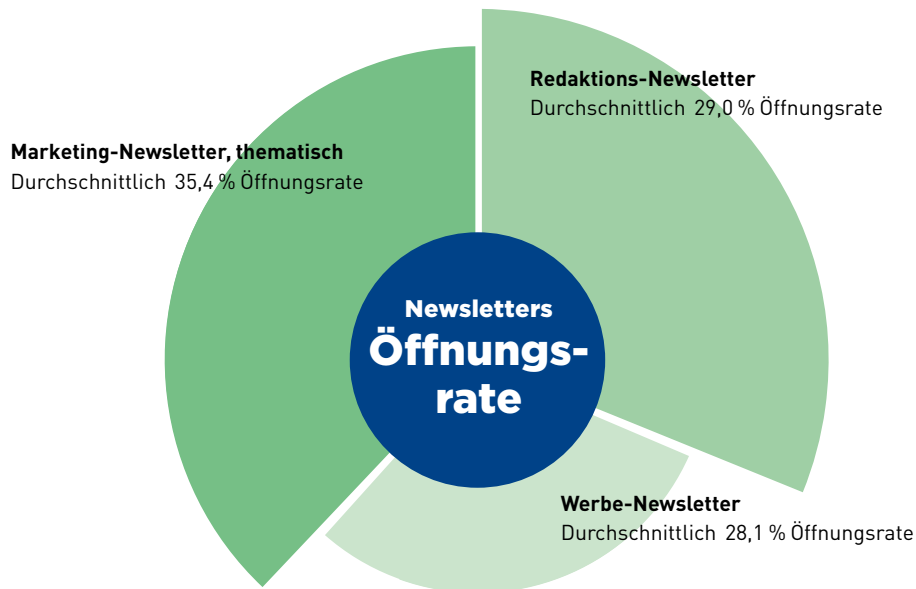 Redaktions-Newsletter
Durchschnittlich 29,0 % Öffnungsrate
Marketing-Newsletter, thematisch
Durchschnittlich 35,4 % Öffnungsrate
Newsletters
Öffnungs-
rate
Werbe-Newsletter
Durchschnittlich 28,1 % Öffnungsrate